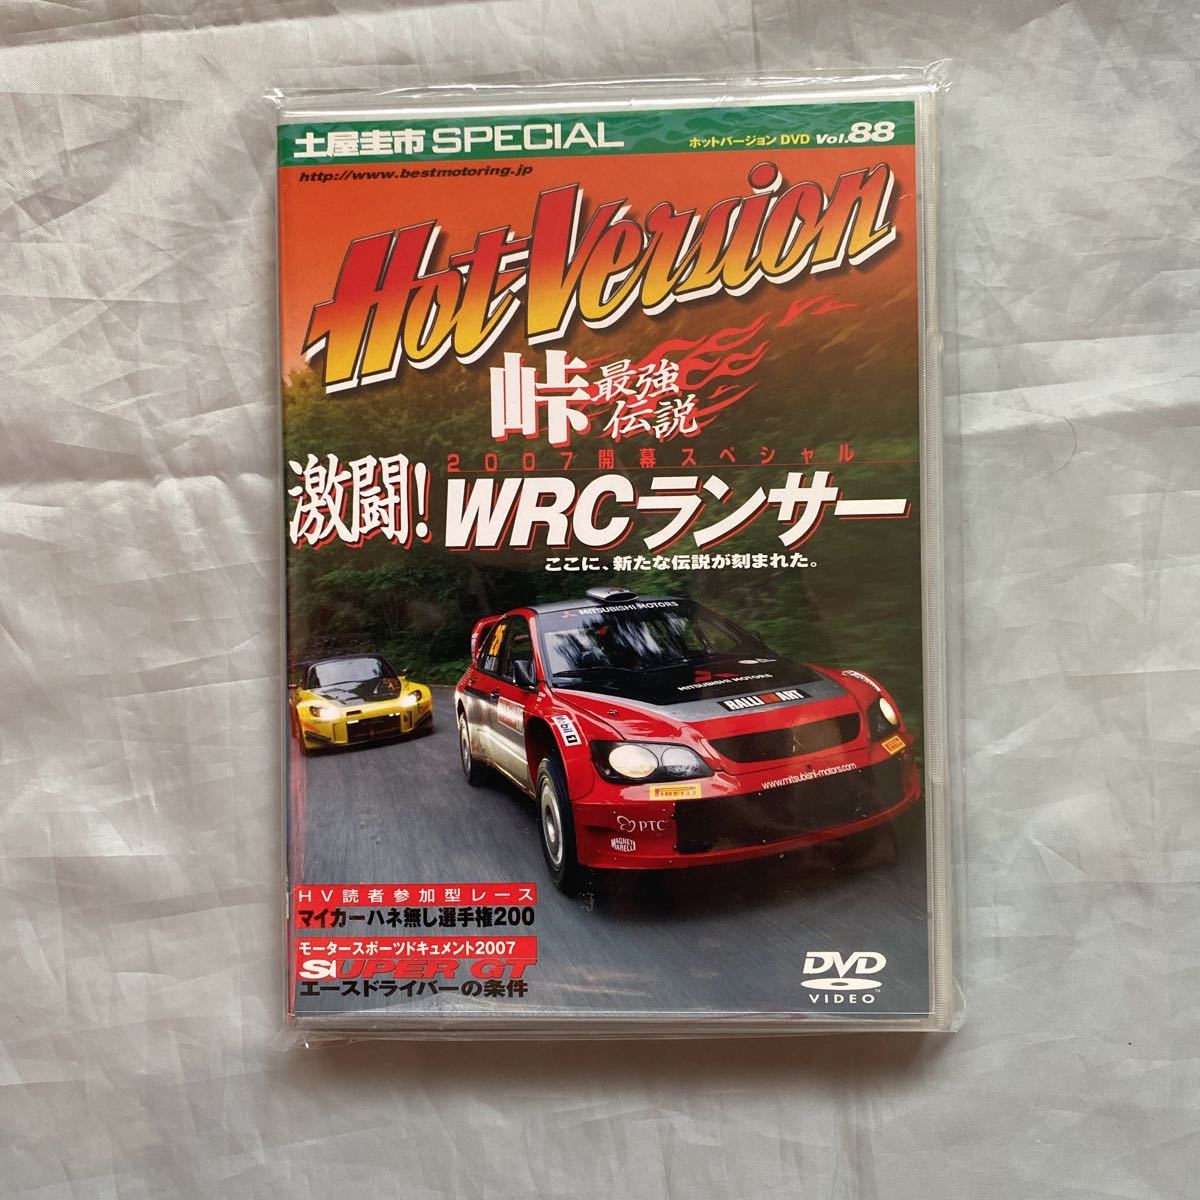 土屋圭市 SPECIAL
ホットバージョン DVD Vol.88
http://www.bestmotoring.jp
Hot-Version
峠最強伝説
2007開幕スペシャル
激闘!
WRCランサー
ここに、新たな伝説が刻まれた。
MITSUBISHI MOTORS
MITSUBISHI MOTORS
RALLI ART
Mobil 1
www.mitsubishi-motors.com
PIRELLI
PTC
MAGNETI MARELLI
HV読者参加型レース
マイカーハネ無し選手権200
モータースポーツドキュメント2007
SUPER GT
エースドライバーの条件
DVD
VIDEO